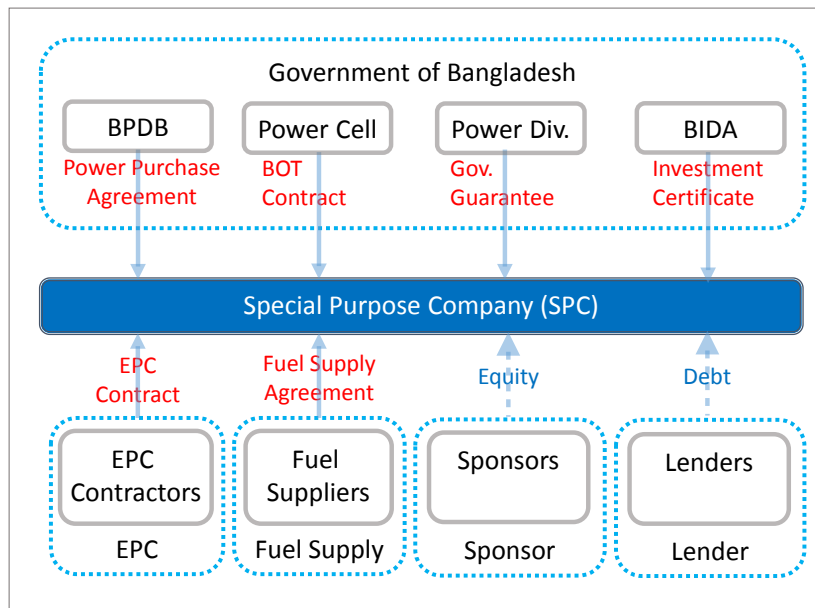 Government of Bangladesh
BPDB
Power Cell
Power Div.
BIDA
Power Purchase
Agreement
BOT
Contract
Gov.
Guarantee
Investment
Certificate
Special Purpose Company (SPC)
EPC
Contract
Fuel Supply
Agreement
Equity
Debt
EPC
Contractors
Fuel
Suppliers
Sponsors
Lenders
EPC
Fuel Supply
Sponsor
Lender